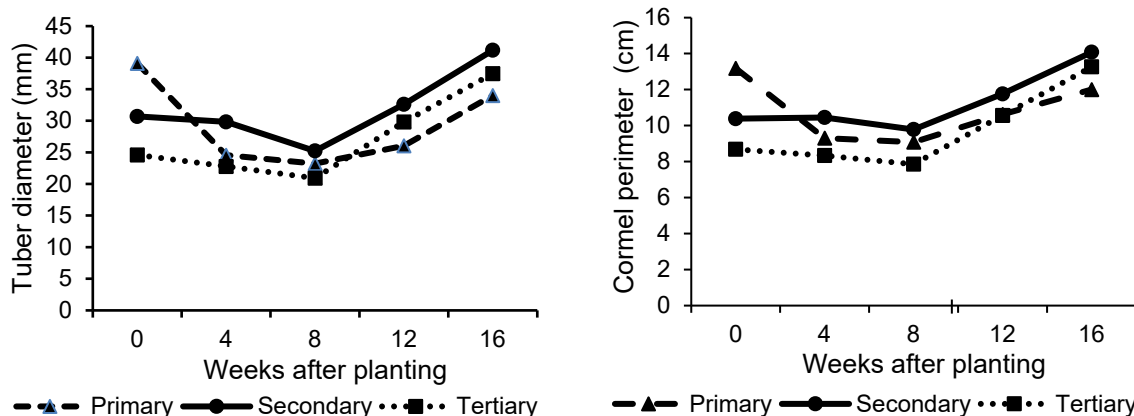 45
40
35
30
25
20
15
10
5
0
Tuber diameter (mm)
0 4 8 12 16
Weeks after planting
Primary Secondary Tertiary
16
14
12
10
8
6
4
2
0
Cormel perimeter (cm)
0 4 8 12 16
Weeks after planting
Primary Secondary Tertiary